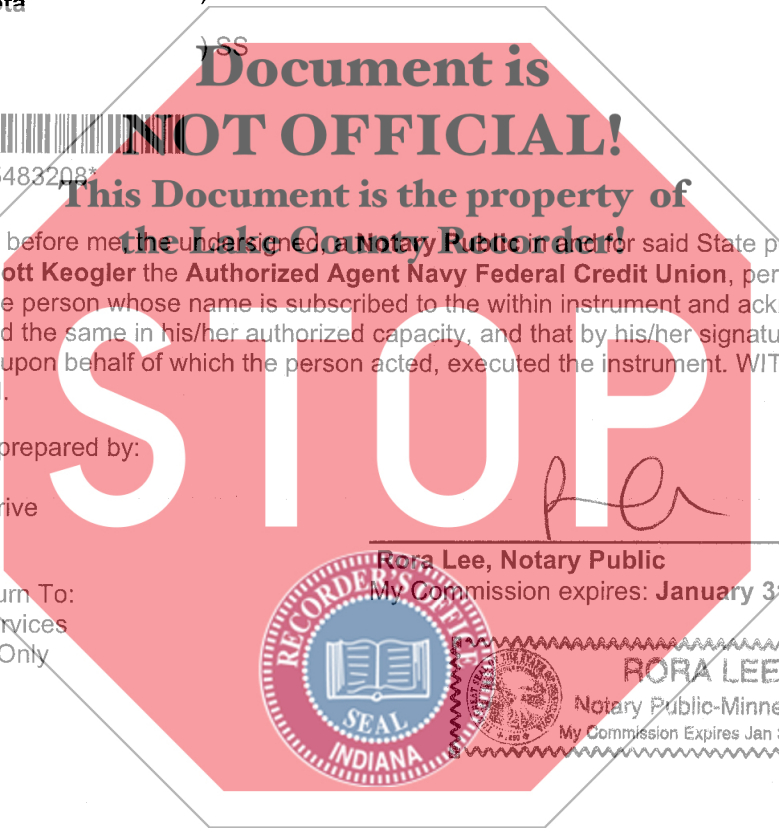 ota )
) SS
Document is
NOT OFFICIAL!
5483208*
This Document is the property of
the Lake County Recorder!
before me, the undersigned, a Notary Public in and for said State p
ott Keogler the Authorized Agent Navy Federal Credit Union, per
e person whose name is subscribed to the within instrument and ack
d the same in his/her authorized capacity, and that by his/her signatu
upon behalf of which the person acted, executed the instrument. WIT
l.
STOP
prepared by:
rive
Rora Lee, Notary Public
My Commission expires: January 3
urn To:
rvices
Only
RECORDER'S OFFICE
SEAL
INDIANA
RORA LEE
Notary Public-Minne
My Commission Expires Jan 3